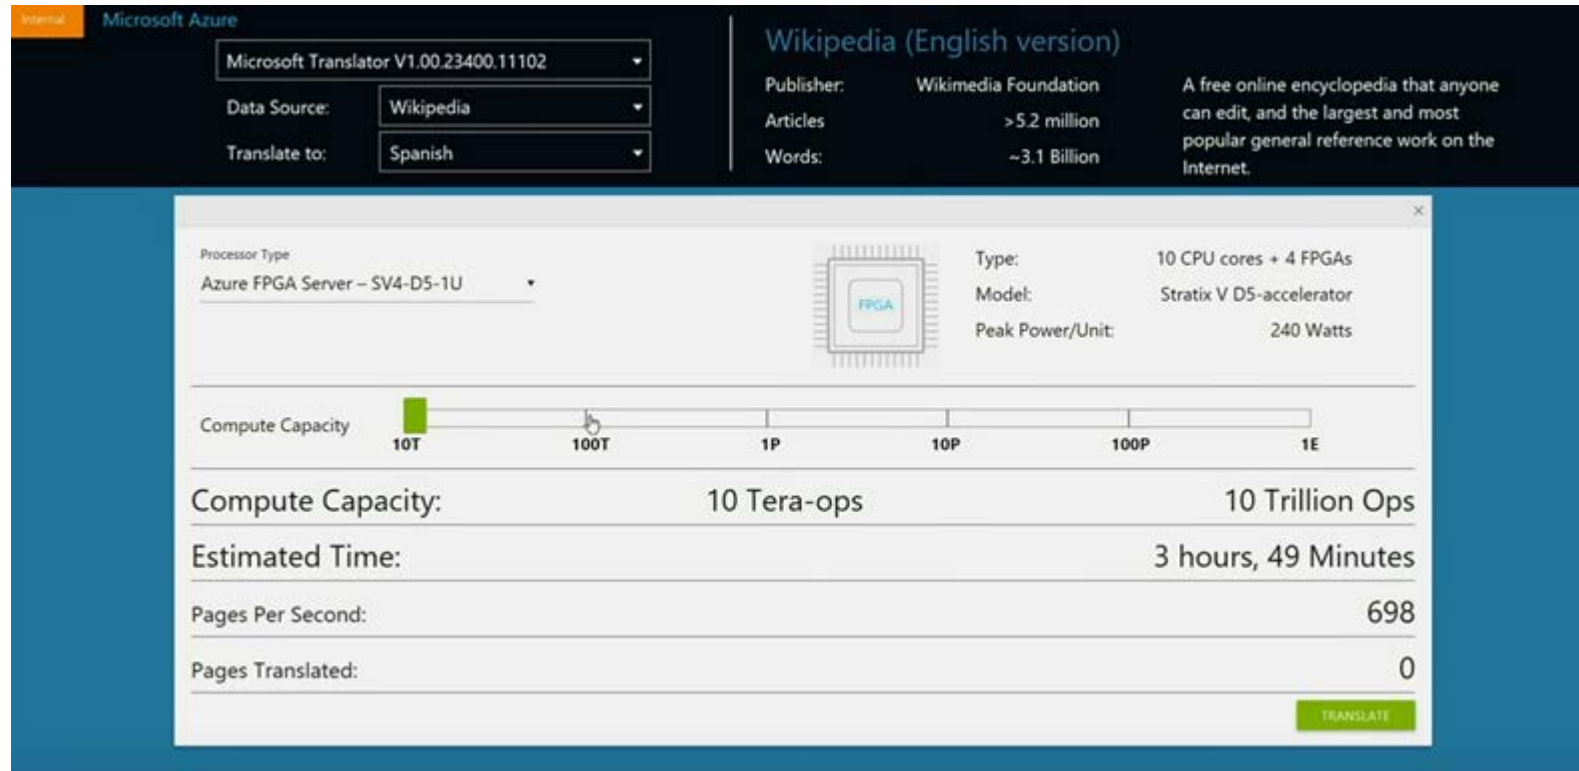 Internal
Microsoft Azure
Microsoft Translator V1.00.23400.11102
Data Source: Wikipedia
Translate to: Spanish
Wikipedia (English version)
Publisher: Wikimedia Foundation
Articles >5.2 million
Words: ~3.1 Billion
A free online encyclopedia that anyone
can edit, and the largest and most
popular general reference work on the
Internet.
Processor Type
Azure FPGA Server – SV4-D5-1U
FPGA
Type: 10 CPU cores + 4 FPGAs
Model: Stratix V D5-accelerator
Peak Power/Unit: 240 Watts
Compute Capacity
10T 100T 1P 10P 100P 1E
Compute Capacity: 10 Tera-ops 10 Trillion Ops
Estimated Time: 3 hours, 49 Minutes
Pages Per Second: 698
Pages Translated: 0
TRANSLATE